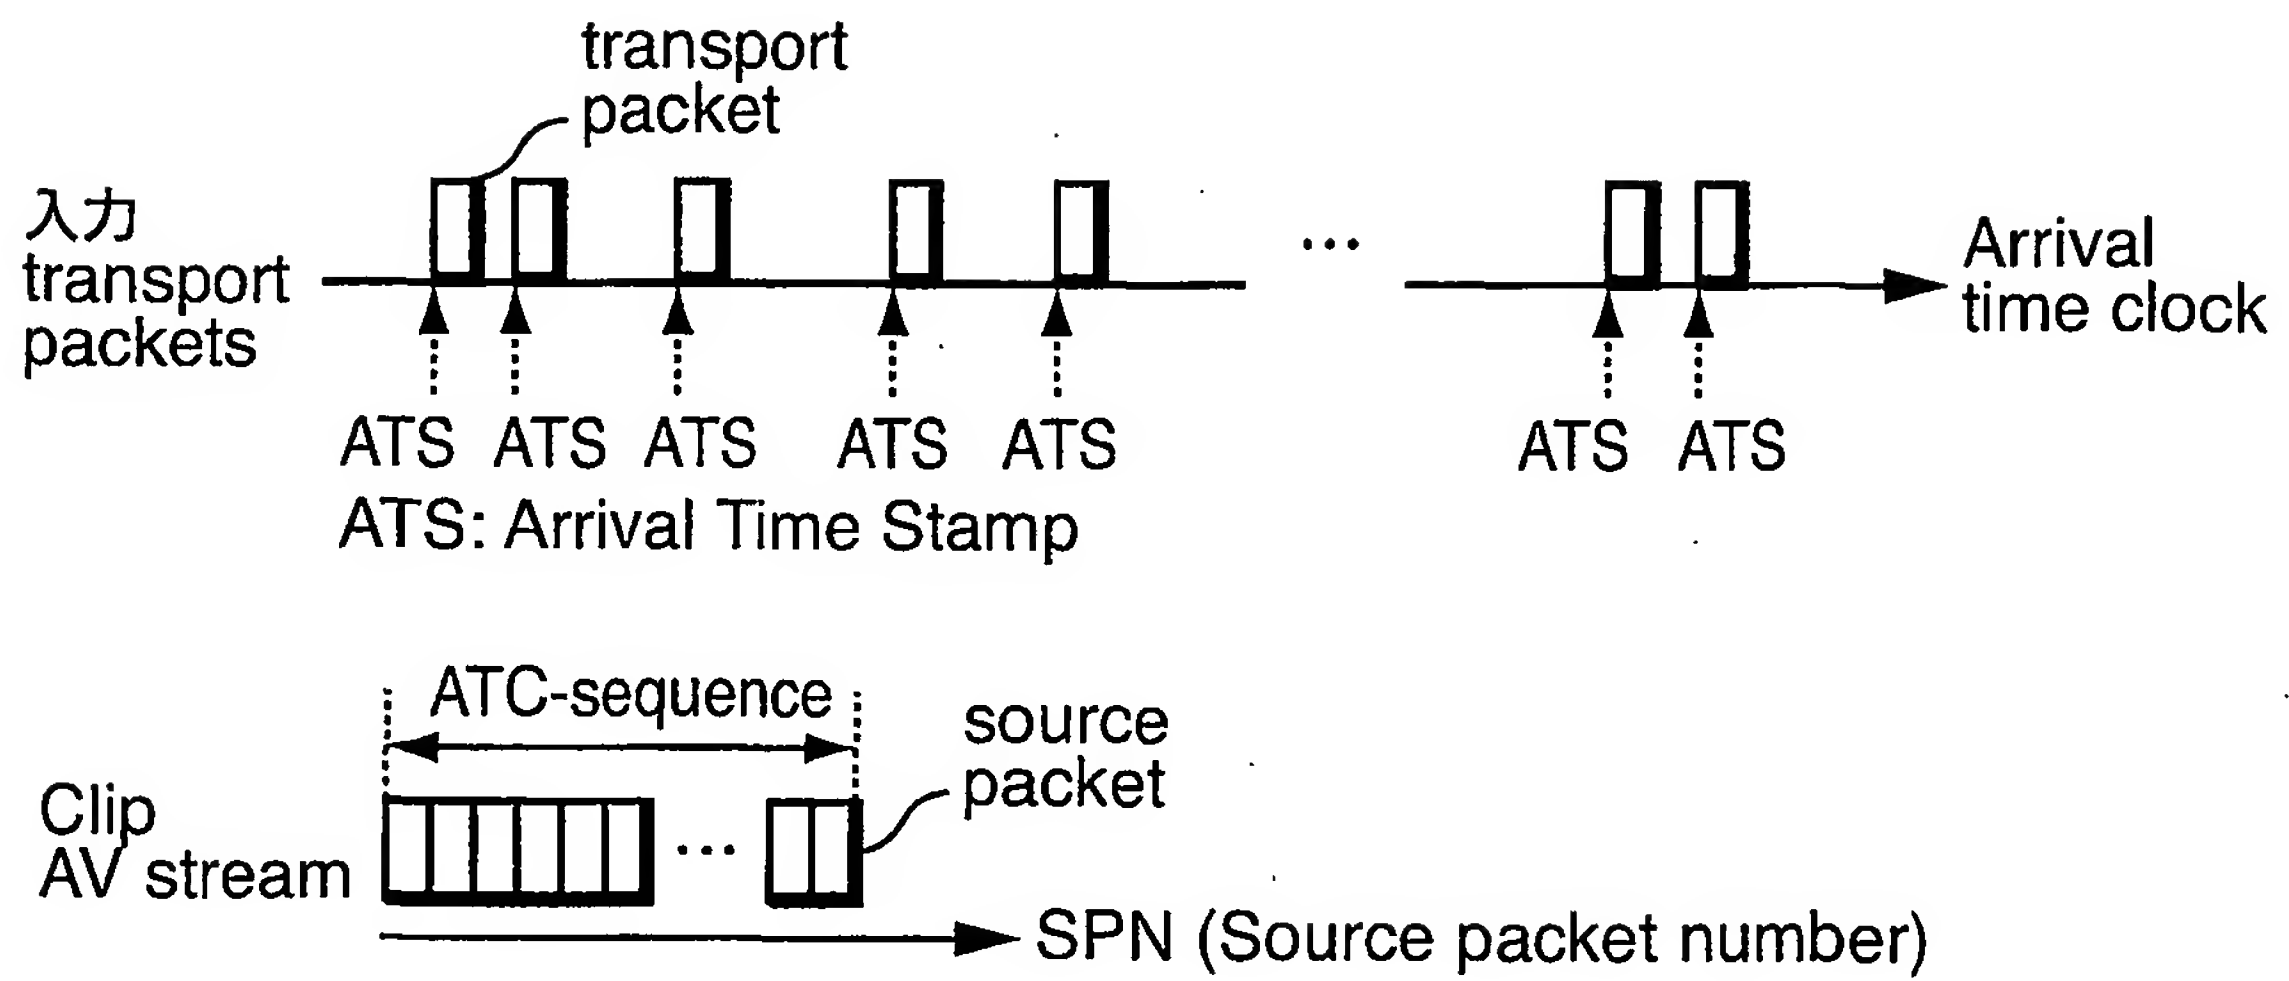 transport
packet
入力
transport
packets
...
Arrival
time clock
ATS ATS ATS ATS ATS ATS ATS
ATS: Arrival Time Stamp
ATC-sequence
source
packet
Clip
AV stream
...
SPN (Source packet number)